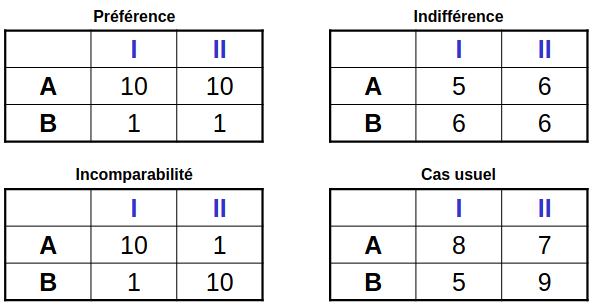 Préférence
I II
A 10 10
B 1 1
Indifférence
I II
A 5 6
B 6 6
Incomparabilité
I II
A 10 1
B 1 10
Cas usuel
I II
A 8 7
B 5 9